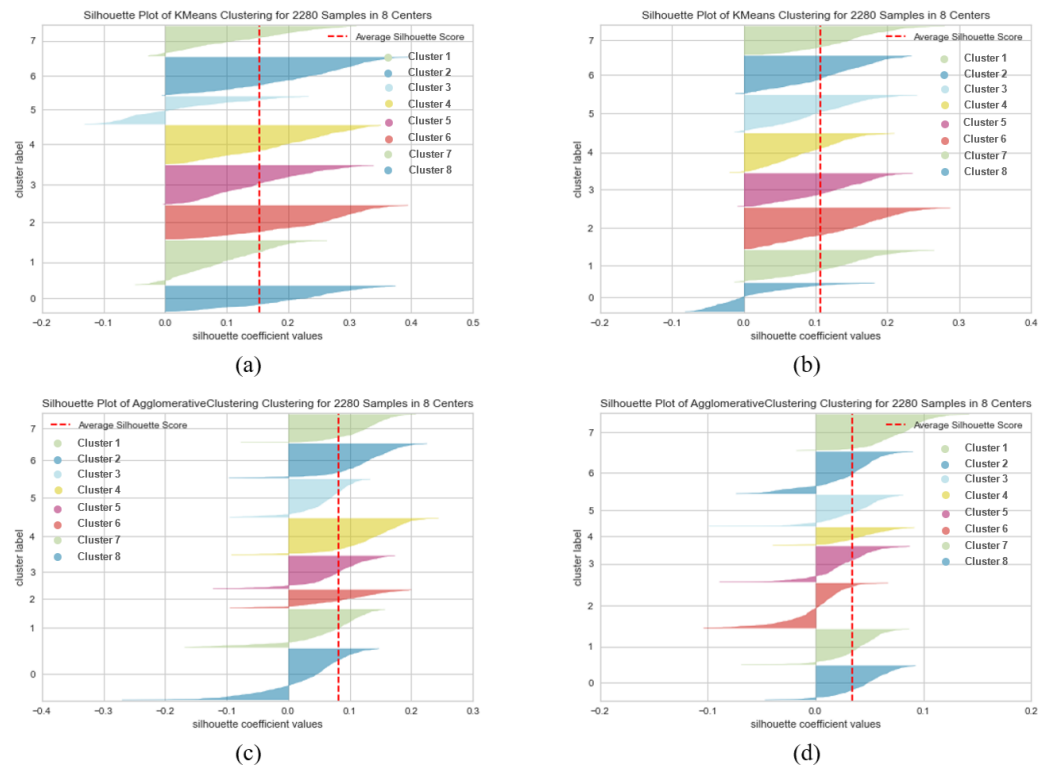 Silhouette Plot of KMeans Clustering for 2280 Samples in 8 Centers
7
6
5
4
3
2
1
0
cluster label
Average Silhouette Score
Cluster 1
Cluster 2
Cluster 3
Cluster 4
Cluster 5
Cluster 6
Cluster 7
Cluster 8
−0.2 −0.1 0.0 0.1 0.2 0.3 0.4 0.5
silhouette coefficient values
(a)
Silhouette Plot of KMeans Clustering for 2280 Samples in 8 Centers
7
6
5
4
3
2
1
0
cluster label
Average Silhouette Score
Cluster 1
Cluster 2
Cluster 3
Cluster 4
Cluster 5
Cluster 6
Cluster 7
Cluster 8
−0.2 −0.1 0.0 0.1 0.2 0.3 0.4
silhouette coefficient values
(b)
Silhouette Plot of AgglomerativeClustering Clustering for 2280 Samples in 8 Centers
7
6
5
4
3
2
1
0
cluster label
Average Silhouette Score
Cluster 1
Cluster 2
Cluster 3
Cluster 4
Cluster 5
Cluster 6
Cluster 7
Cluster 8
−0.4 −0.3 −0.2 −0.1 0.0 0.1 0.2 0.3
silhouette coefficient values
(c)
Silhouette Plot of AgglomerativeClustering Clustering for 2280 Samples in 8 Centers
7
6
5
4
3
2
1
0
cluster label
Average Silhouette Score
Cluster 1
Cluster 2
Cluster 3
Cluster 4
Cluster 5
Cluster 6
Cluster 7
Cluster 8
−0.2 −0.1 0.0 0.1 0.2
silhouette coefficient values
(d)